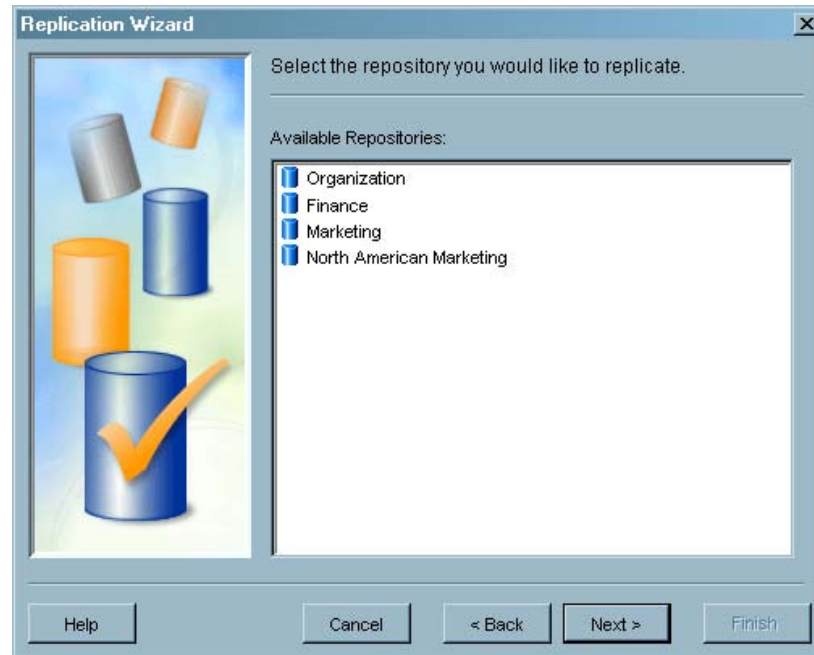 Replication Wizard
Select the repository you would like to replicate.
Available Repositories:
Organization
Finance
Marketing
North American Marketing
Help
Cancel
< Back
Next >
Finish